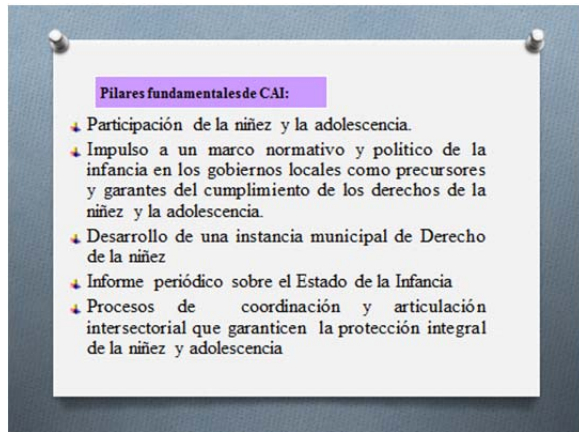 Pilares fundamentales de CAI:
Participación de la niñez y la adolescencia.
Impulso a un marco normativo y politico de la
infancia en los gobiernos locales como precursores
y garantes del cumplimiento de los derechos de la
niñez y la adolescencia.
Desarrollo de una instancia municipal de Derecho
de la niñez
Informe periódico sobre el Estado de la Infancia
Procesos de coordinación y articulación
intersectorial que garanticen la protección integral
de la niñez y adolescencia